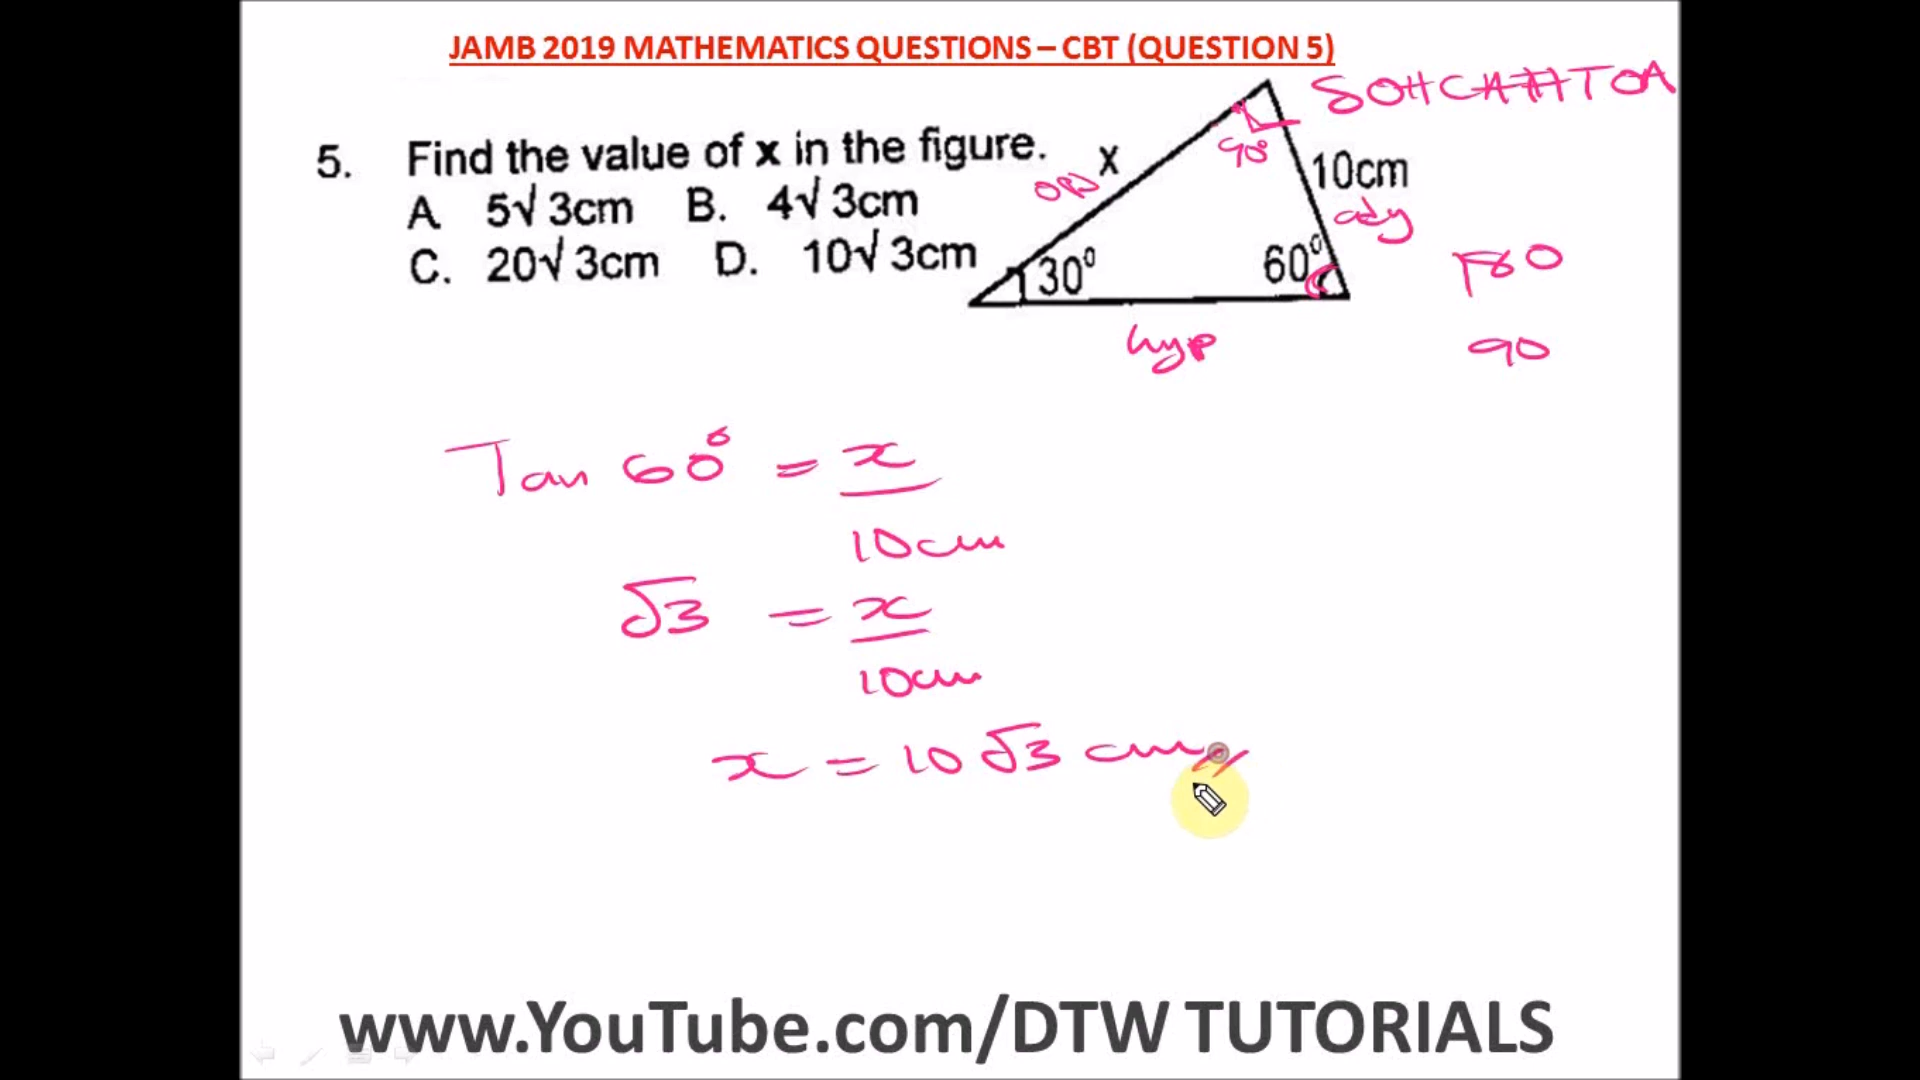 JAMB 2019 MATHEMATICS QUESTIONS – CBT (QUESTION 5)
SOHCAHTOA
5. Find the value of x in the figure.
A 5√ 3cm B. 4√ 3cm
C. 20√ 3cm D. 10√ 3cm
x
opp
90°
10cm
adj
30⁰
60⁰
hyp
180
90
Tan 60° = x
10cm
√3 = x
10cm
x = 10√3 cm
www.YouTube.com/DTW TUTORIALS